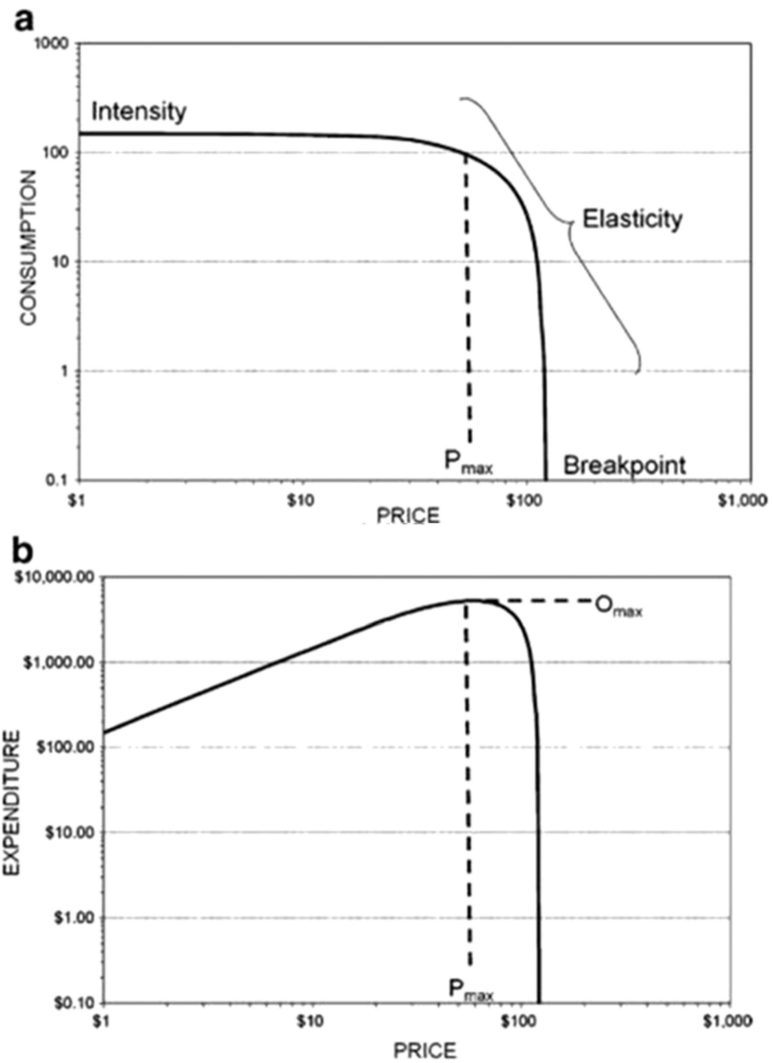 a
1000
Intensity
100
Elasticity
CONSUMPTION
10
1
Pmax
Breakpoint
0.1
$1
$10
$100
$1,000
PRICE
b
$10,000.00
Omax
$1,000.00
$100.00
EXPENDITURE
$10.00
$1.00
Pmax
$0.10
$1
$10
$100
$1,000
PRICE